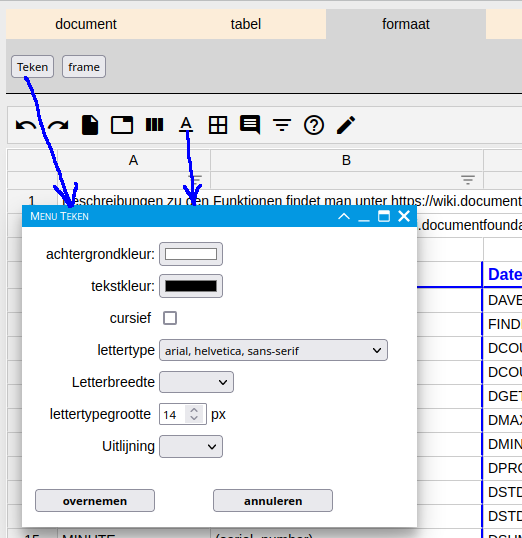 document tabel formaat
Teken frame
A B
1 Beschreibungen zu den Funktionen findet man unter https://wiki.document
.documentfounda
MENU TEKEN
achtergrondkleur:
Date
tekstkleur:
DAVE
cursief
FINDE
DCOU
lettertype arial, helvetica, sans-serif
DCOU
Letterbreedte
DGET
lettertypegrootte 14 px
DMAX
DMIN
Uitlijning
DPRO
DSTD
overnemen annuleren
DSTD
15 MINUTE (serial_number) DSUM